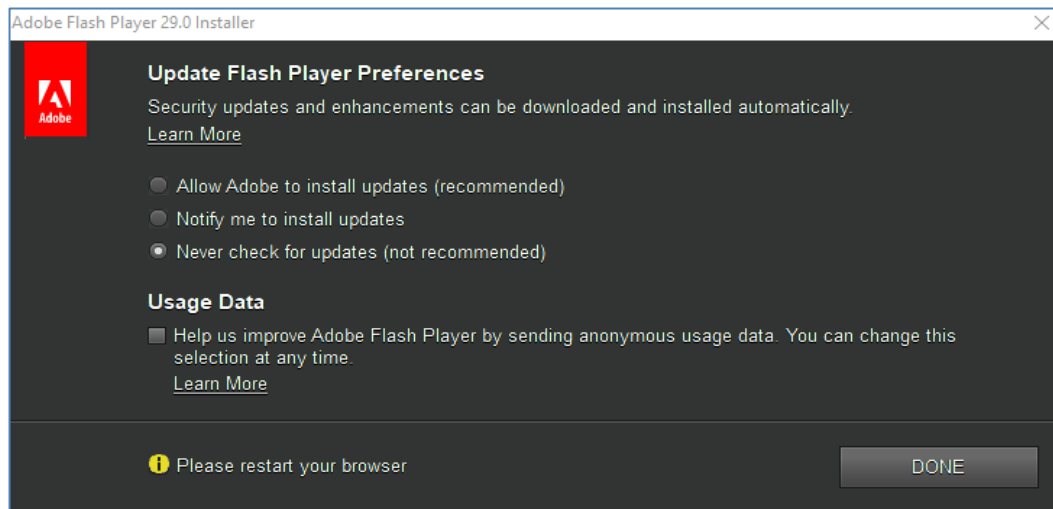 Adobe Flash Player 29.0 Installer
Adobe
Update Flash Player Preferences
Security updates and enhancements can be downloaded and installed automatically.
Learn More
Allow Adobe to install updates (recommended)
Notify me to install updates
Never check for updates (not recommended)
Usage Data
Help us improve Adobe Flash Player by sending anonymous usage data. You can change this
selection at any time.
Learn More
Please restart your browser
DONE